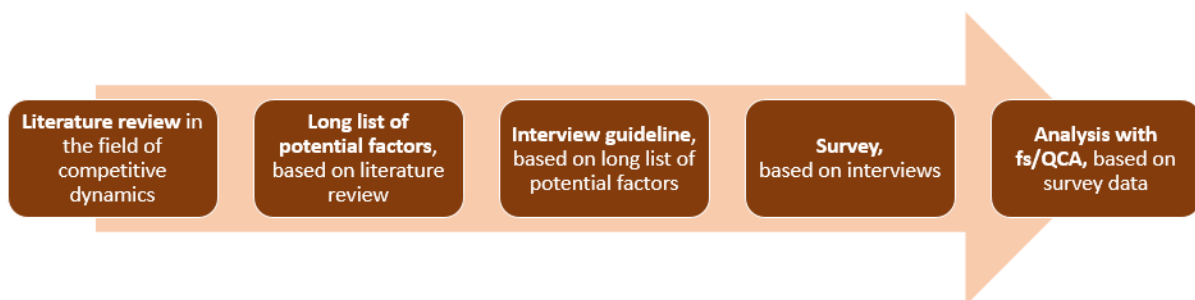 Literature review in
the field of
competitive
dynamics
Long list of
potential factors,
based on literature
review
Interview guideline,
based on long list of
potential factors
Survey,
based on interviews
Analysis with
fs/QCA, based on
survey data